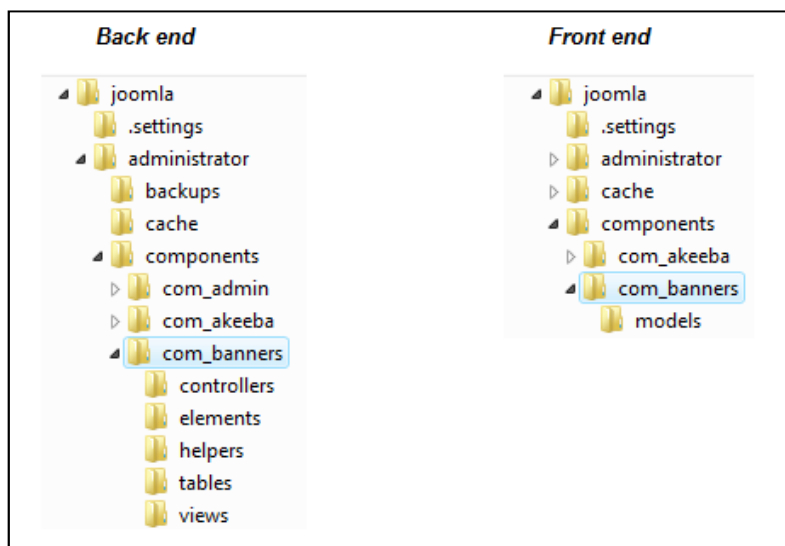 Back end
joomla
.settings
administrator
backups
cache
components
com_admin
com_akeeba
com_banners
controllers
elements
helpers
tables
views
Front end
joomla
.settings
administrator
cache
components
com_akeeba
com_banners
models